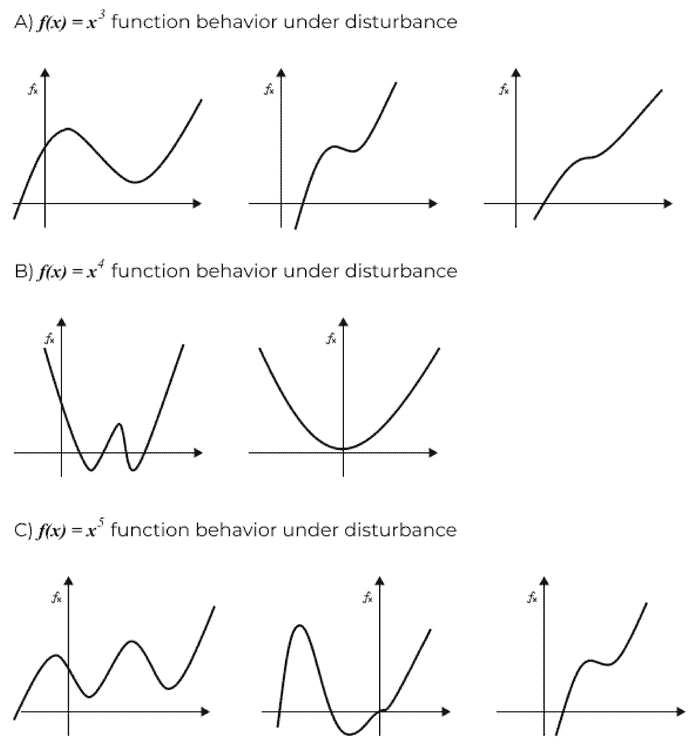 A) f(x) = x³ function behavior under disturbance
fₓ fₓ fₓ
B) f(x) = x⁴ function behavior under disturbance
fₓ fₓ
C) f(x) = x⁵ function behavior under disturbance
fₓ fₓ fₓ